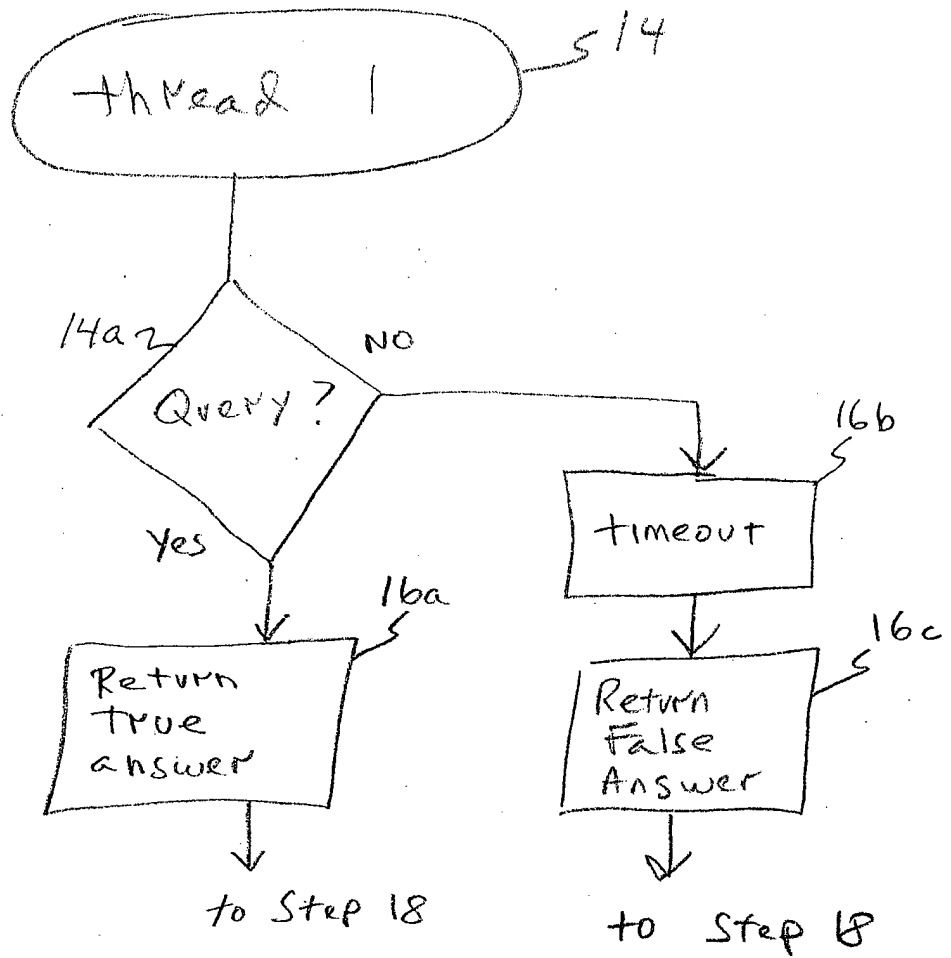 14
thread 1
14a
NO
Query?
16b
timeout
Yes
16a
16c
Return
True
answer
Return
False
Answer
to Step 18
to Step 18